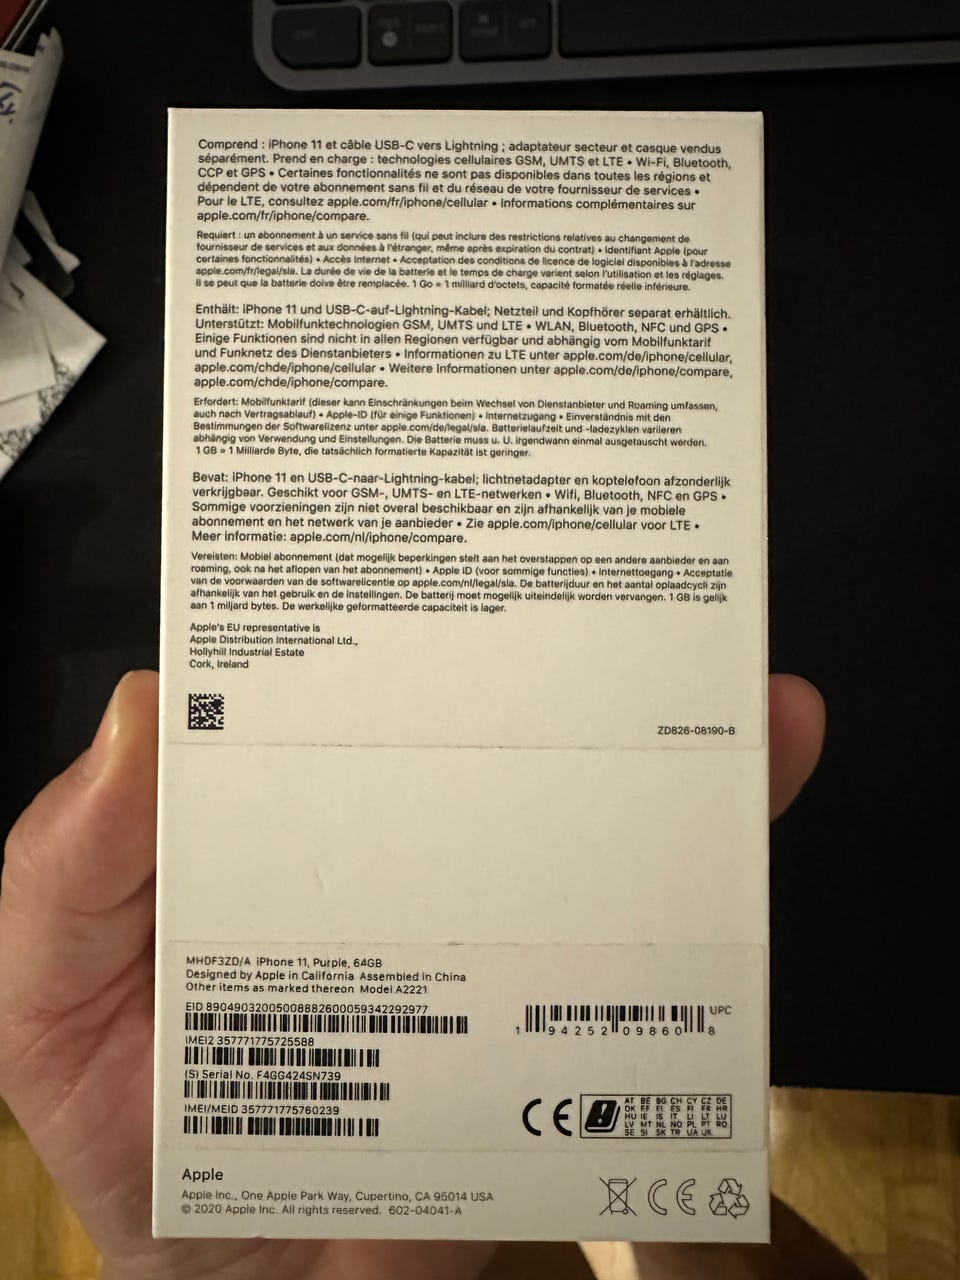 Comprend : iPhone 11 et câble USB-C vers Lightning ; adaptateur secteur et casque vendus
séparément. Prend en charge : technologies cellulaires GSM, UMTS et LTE • Wi-Fi, Bluetooth,
CCP et GPS • Certaines fonctionnalités ne sont pas disponibles dans toutes les régions et
dépendent de votre abonnement sans fil et du réseau de votre fournisseur de services •
Pour le LTE, consultez apple.com/fr/iphone/cellular • Informations complémentaires sur
apple.com/fr/iphone/compare.
Requiert : un abonnement à un service sans fil (qui peut inclure des restrictions relatives au changement de
fournisseur de services et aux données à l'étranger, même après expiration du contrat) • Identifiant Apple (pour
certaines fonctionnalités) • Accès Internet • Acceptation des conditions de licence de logiciel disponibles à l'adresse
apple.com/fr/legal/sla. La durée de vie de la batterie et le temps de charge varient selon l'utilisation et les réglages.
Il se peut que la batterie doive être remplacée. 1 Go = 1 milliard d'octets, capacité formatée réelle inférieure.
Enthält: iPhone 11 und USB-C-auf-Lightning-Kabel; Netzteil und Kopfhörer separat erhältlich.
Unterstützt: Mobilfunktechnologien GSM, UMTS und LTE • WLAN, Bluetooth, NFC und GPS •
Einige Funktionen sind nicht in allen Regionen verfügbar und abhängig vom Mobilfunktarif
und Funknetz des Dienstanbieters • Informationen zu LTE unter apple.com/de/iphone/cellular,
apple.com/chde/iphone/cellular • Weitere Informationen unter apple.com/de/iphone/compare,
apple.com/chde/iphone/compare.
Erfordert: Mobilfunktarif (dieser kann Einschränkungen beim Wechsel von Dienstanbieter und Roaming umfassen,
auch nach Vertragsablauf) • Apple-ID (für einige Funktionen) • Internetzugang • Einverständnis mit den
Bestimmungen der Softwarelizenz unter apple.com/de/legal/sla. Batterielaufzeit und -ladezyklen variieren
abhängig von Verwendung und Einstellungen. Die Batterie muss u. U. irgendwann einmal ausgetauscht werden.
1 GB = 1 Milliarde Byte, die tatsächlich formatierte Kapazität ist geringer.
Bevat: iPhone 11 en USB-C-naar-Lightning-kabel; lichtnetadapter en koptelefoon afzonderlijk
verkrijgbaar. Geschikt voor GSM-, UMTS- en LTE-netwerken • Wifi, Bluetooth, NFC en GPS •
Sommige voorzieningen zijn niet overal beschikbaar en zijn afhankelijk van je mobiele
abonnement en het netwerk van je aanbieder • Zie apple.com/iphone/cellular voor LTE •
Meer informatie: apple.com/nl/iphone/compare.
Vereisten: Mobiel abonnement (dat mogelijk beperkingen stelt aan het overstappen op een andere aanbieder en aan
roaming, ook na het aflopen van het abonnement) • Apple ID (voor sommige functies) • Internettoegang • Acceptatie
van de voorwaarden van de softwarelicentie op apple.com/nl/legal/sla. De batterijduur en het aantal oplaadcycli zijn
afhankelijk van het gebruik en de instellingen. De batterij moet mogelijk uiteindelijk worden vervangen. 1 GB is gelijk
aan 1 miljard bytes. De werkelijke geformatteerde capaciteit is lager.
Apple's EU representative is
Apple Distribution International Ltd.,
Hollyhill Industrial Estate
Cork, Ireland
ZD826-08190-B
MHDF3ZD/A iPhone 11, Purple, 64GB
Designed by Apple in California Assembled in China
Other items as marked thereon Model A2221
EID 89049032005008882600059342292977
IMEI2 357771775725588
(S) Serial No. F4GG424SN739
IMEI/MEID 357771775760239
UPC
1 94252 09860 8
CE
AT BE BG CH CY CZ DE
DK EE EL ES FI FR HR
HU IE IS IT LI LT LU
LV MT NL NO PL PT RO
SE SI SK TR UA UK
Apple
Apple Inc., One Apple Park Way, Cupertino, CA 95014 USA
© 2020 Apple Inc. All rights reserved. 602-04041-A
CE